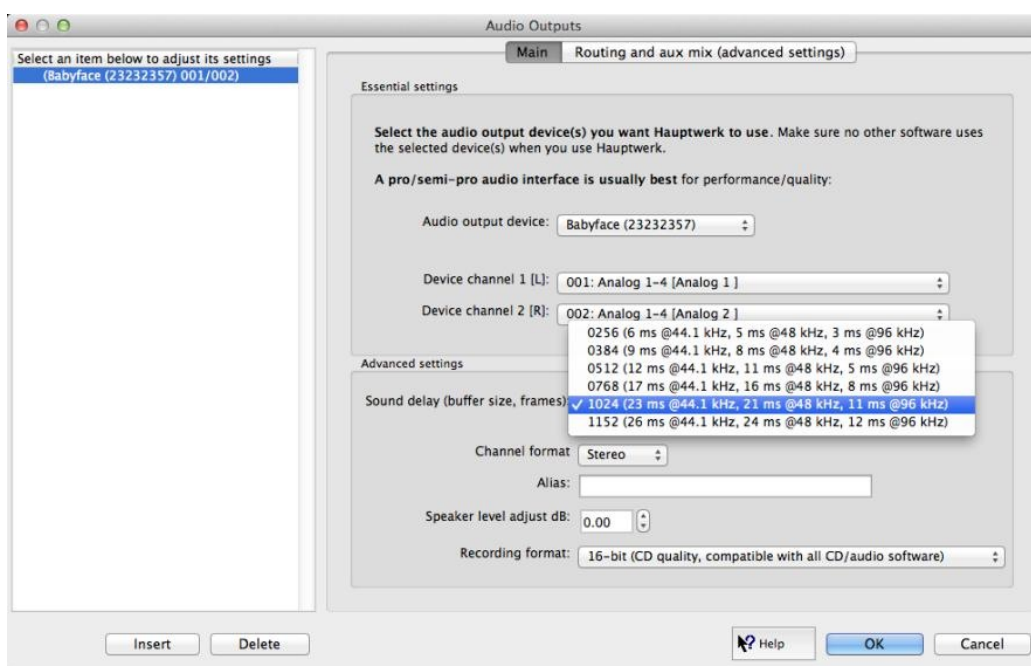 Audio Outputs
Select an item below to adjust its settings
(Babyface (23232357) 001/002)
Main
Routing and aux mix (advanced settings)
Essential settings
Select the audio output device(s) you want Hauptwerk to use. Make sure no other software uses
the selected device(s) when you use Hauptwerk.
A pro/semi-pro audio interface is usually best for performance/quality:
Audio output device: Babyface (23232357)
Device channel 1 [L]: 001: Analog 1-4 [Analog 1 ]
Device channel 2 [R]: 002: Analog 1-4 [Analog 2 ]
0256 (6 ms @44.1 kHz, 5 ms @48 kHz, 3 ms @96 kHz)
0384 (9 ms @44.1 kHz, 8 ms @48 kHz, 4 ms @96 kHz)
Advanced settings
0512 (12 ms @44.1 kHz, 11 ms @48 kHz, 5 ms @96 kHz)
0768 (17 ms @44.1 kHz, 16 ms @48 kHz, 8 ms @96 kHz)
Sound delay (buffer size, frames) ✓ 1024 (23 ms @44.1 kHz, 21 ms @48 kHz, 11 ms @96 kHz)
1152 (26 ms @44.1 kHz, 24 ms @48 kHz, 12 ms @96 kHz)
Channel format Stereo
Alias:
Speaker level adjust dB: 0.00
Recording format: 16-bit (CD quality, compatible with all CD/audio software)
Insert
Delete
? Help
OK
Cancel